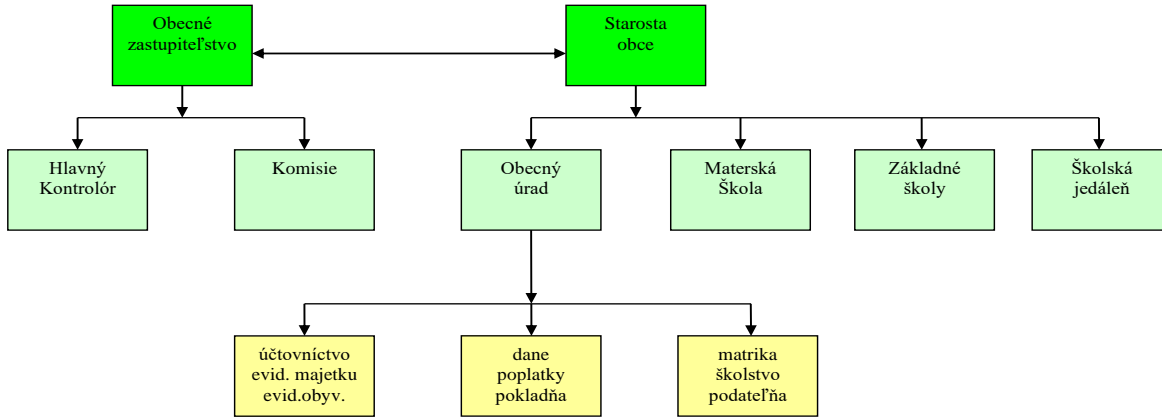 Obecné
zastupiteľstvo
Starosta
obce
Hlavný
Kontrolór
Komisie
Obecný
úrad
Materská
Škola
Základné
školy
Školská
jedáleň
účtovníctvo
evid. majetku
evid.obyv.
dane
poplatky
pokladňa
matrika
školstvo
podateľňa